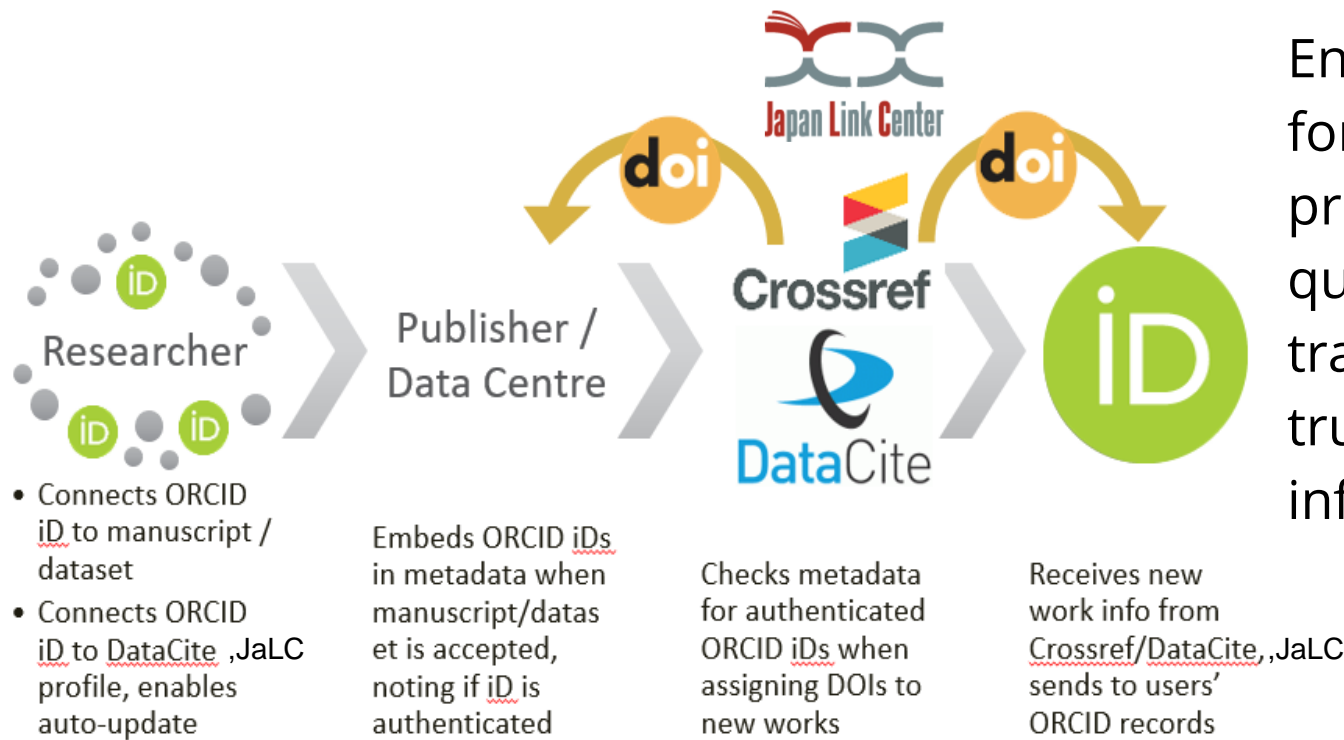 Japan Link Center
doi
doi
iD
Researcher
iD
iD
Publisher /
Data Centre
Crossref
DataCite
iD
• Connects ORCID
iD to manuscript /
dataset
• Connects ORCID
iD to DataCite ,JaLC
profile, enables
auto-update
Embeds ORCID iDs
in metadata when
manuscript/datas
et is accepted,
noting if iD is
authenticated
Checks metadata
for authenticated
ORCID iDs when
assigning DOIs to
new works
Receives new
work info from
Crossref/DataCite,,JaLC
sends to users'
ORCID records
En
for
pr
qu
tra
tru
inf